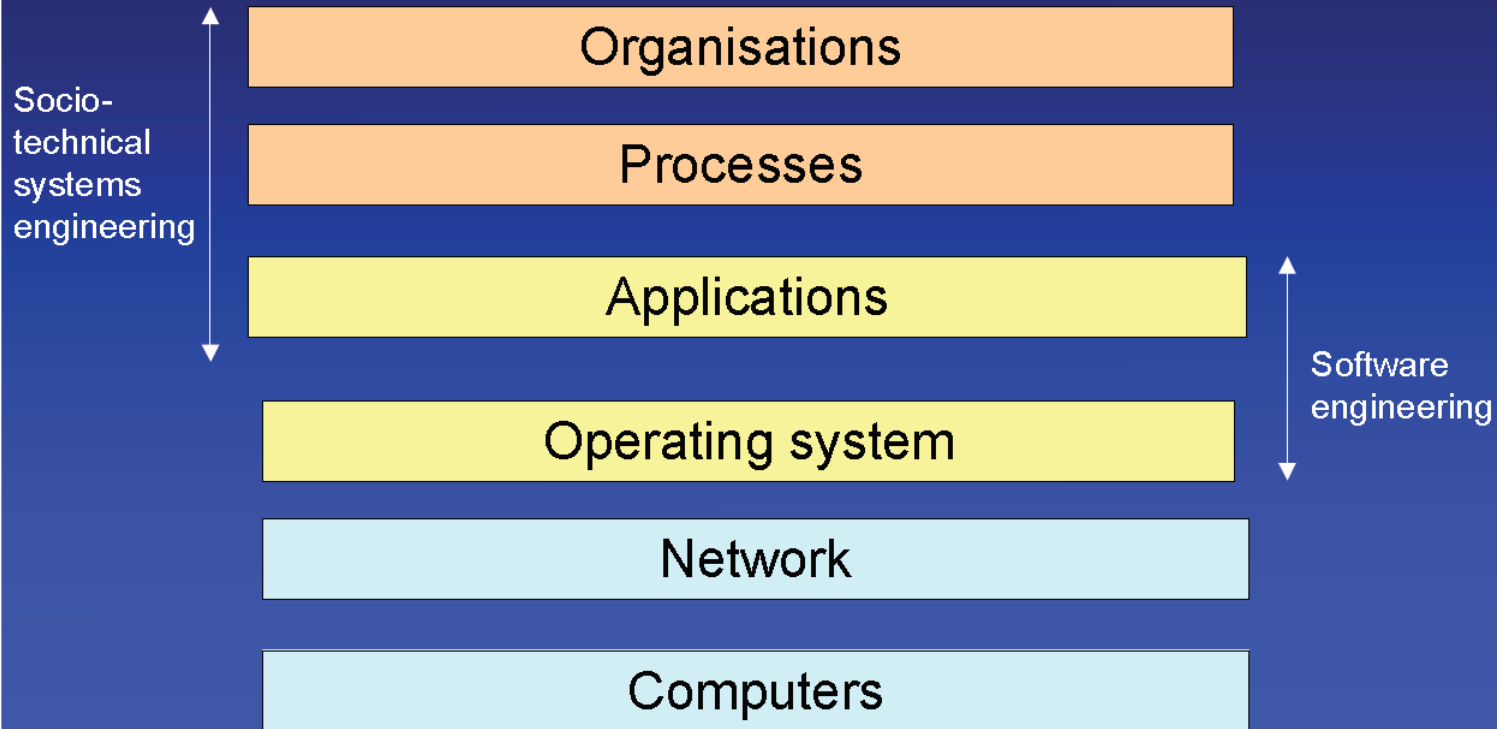 Organisations
Socio-
technical
systems
engineering
Processes
Applications
Software
engineering
Operating system
Network
Computers